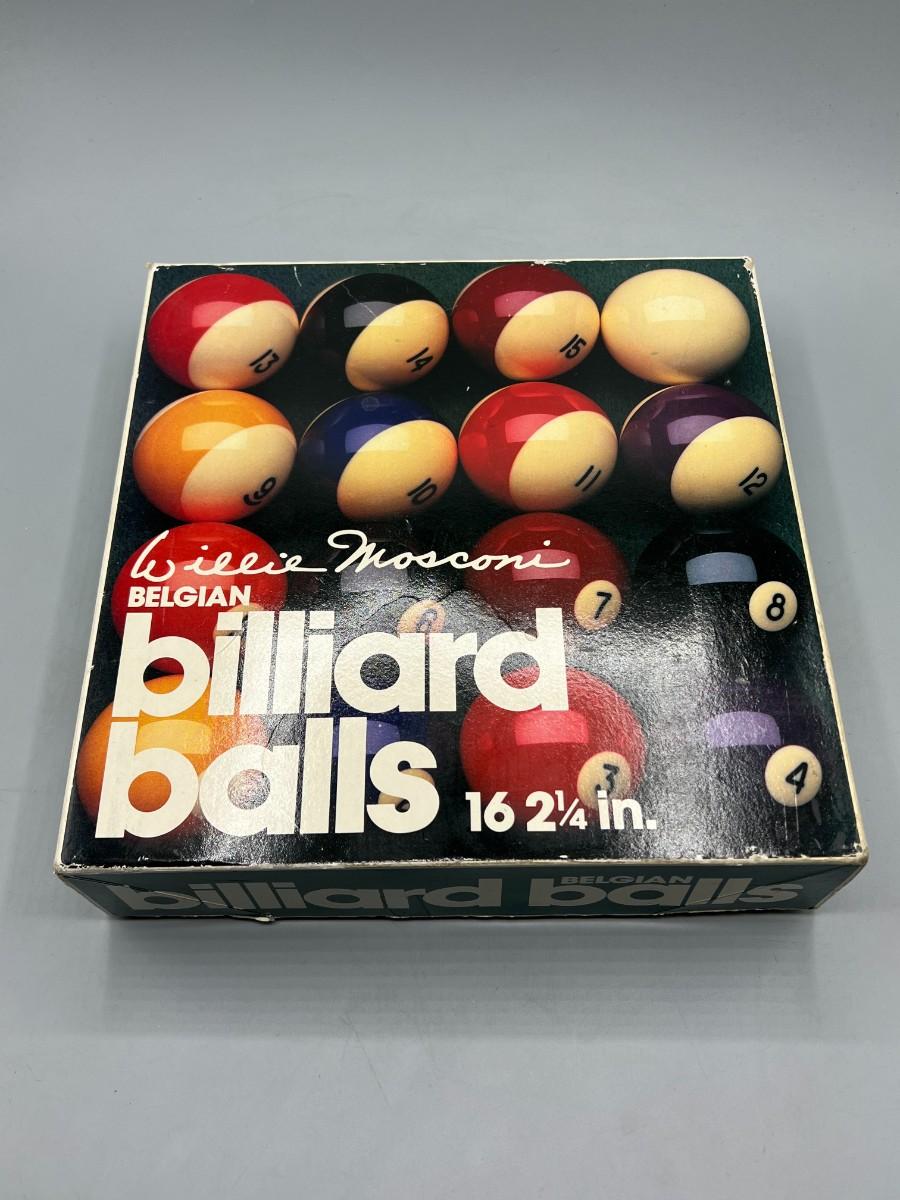 13 14 15
9 10 11 12
Willie Mosconi
BELGIAN
6 7 8
billiard
balls
3 4
16 2¼ in.
billiard BELGIAN balls